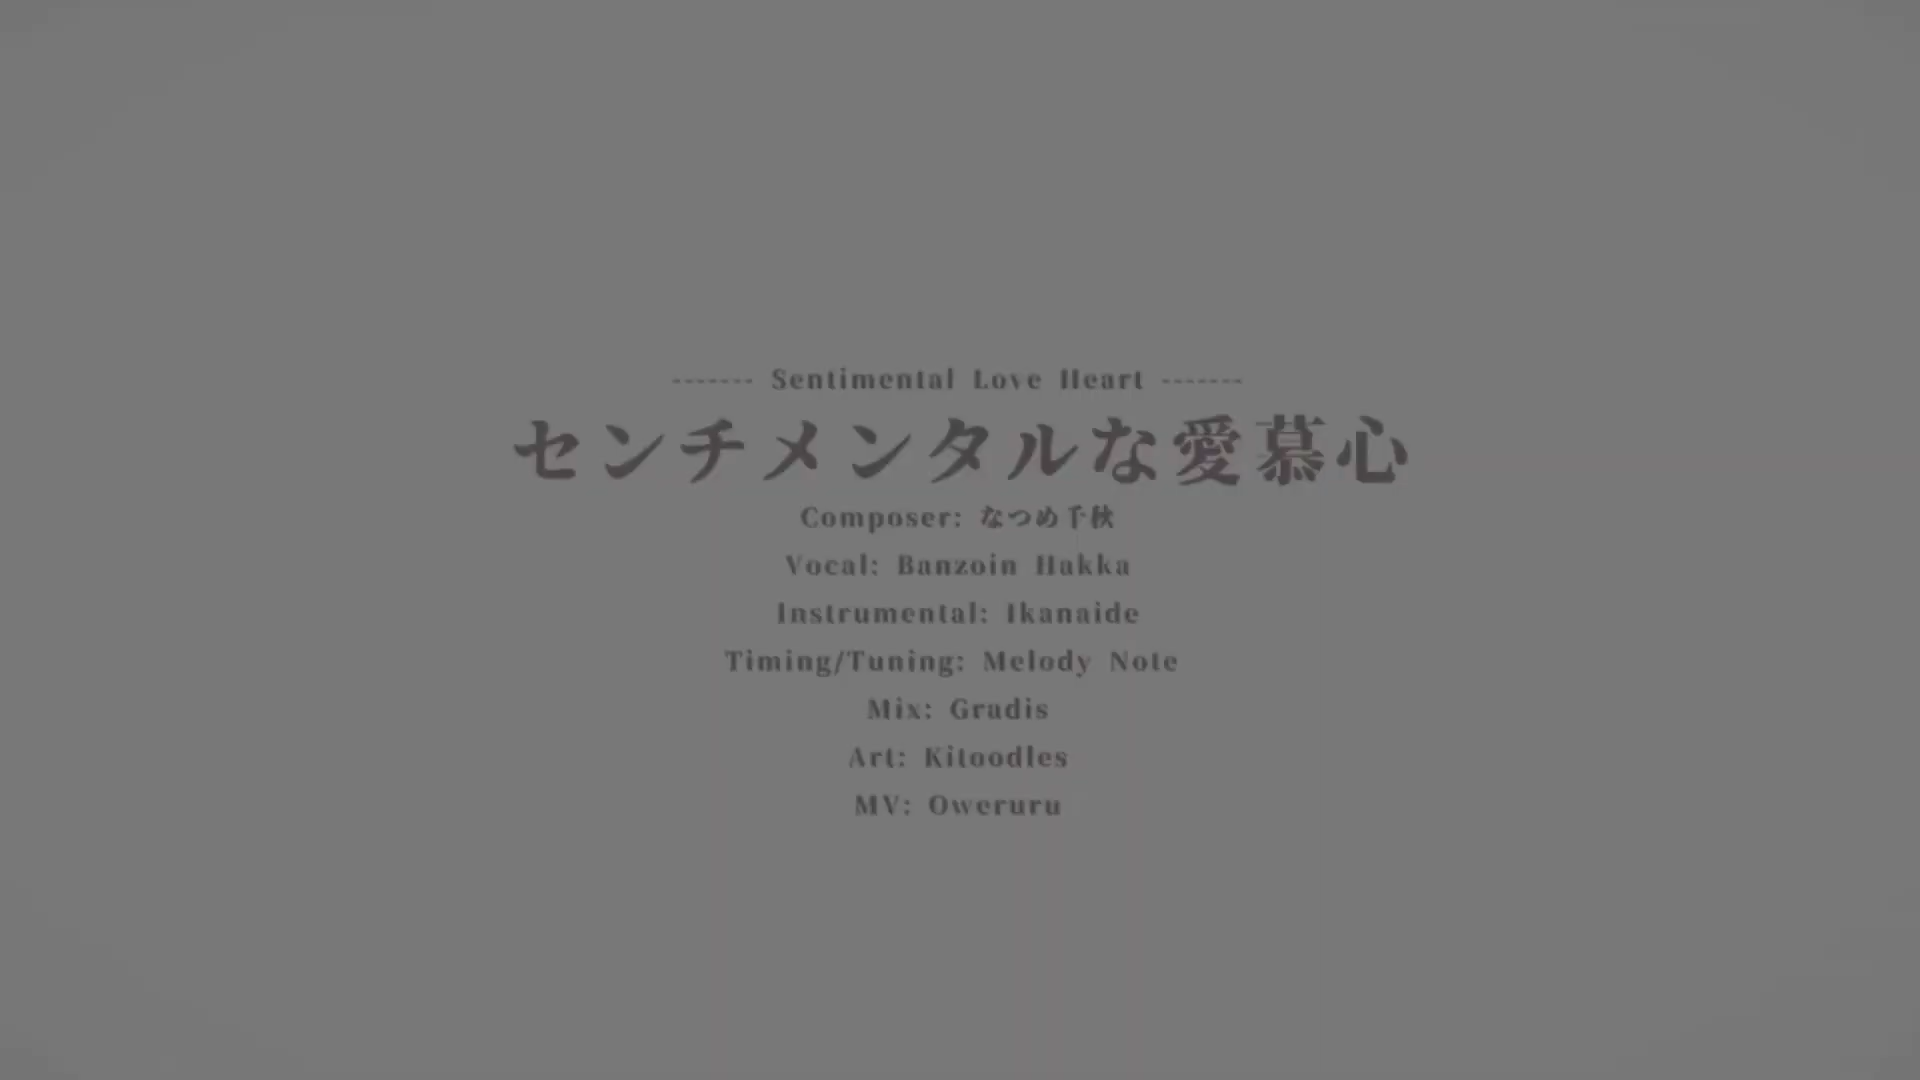 ------- Sentimental Love Heart -------
センチメンタルな愛慕心
Composer: なつめ千秋
Vocal: Banzoin Hakka
Instrumental: Ikanaide
Timing/Tuning: Melody Note
Mix: Gradis
Art: Kitoodles
MV: Oweruru